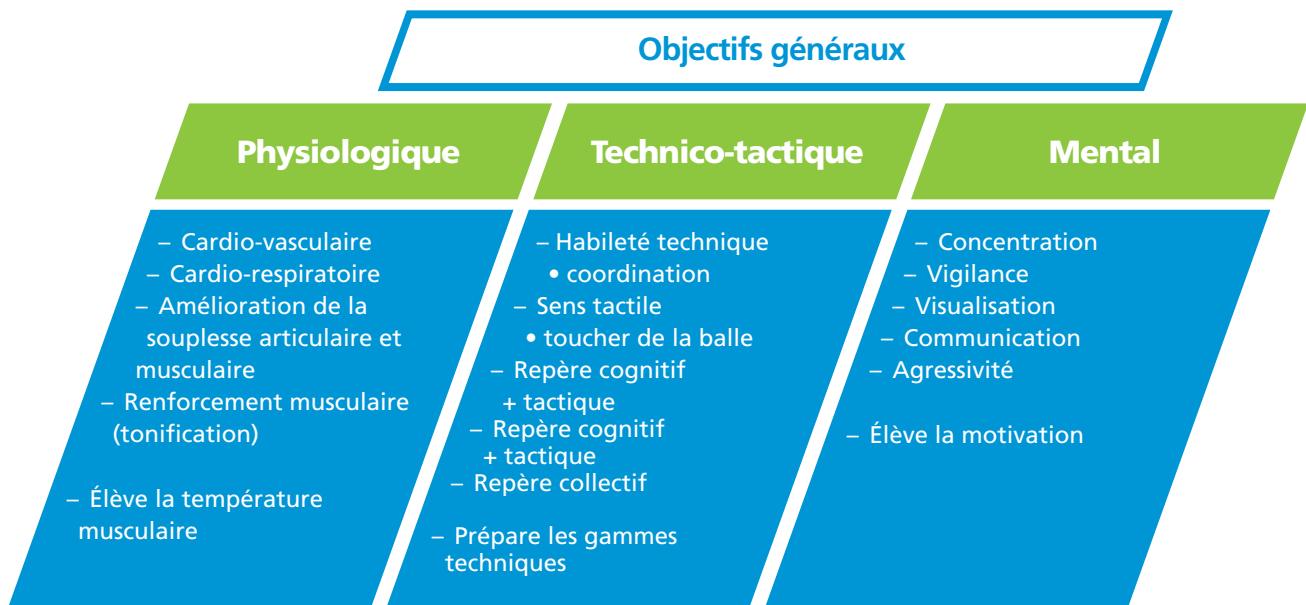 Objectifs généraux
Physiologique
– Cardio-vasculaire
– Cardio-respiratoire
– Amélioration de la
souplesse articulaire et
musculaire
– Renforcement musculaire
(tonification)
– Élève la température
musculaire
Technico-tactique
– Habileté technique
• coordination
– Sens tactile
• toucher de la balle
– Repère cognitif
+ tactique
– Repère cognitif
+ tactique
– Repère collectif
– Prépare les gammes
techniques
Mental
– Concentration
– Vigilance
– Visualisation
– Communication
– Agressivité
– Élève la motivation